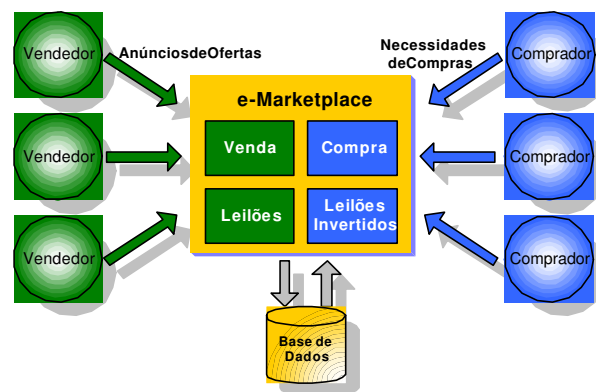 Vendedor
AnúnciosdeOfertas
Necessidades
deCompras
Comprador
e-Marketplace
Vendedor
Venda
Compra
Comprador
Leilões
Leilões
Invertidos
Vendedor
Comprador
Base de
Dados